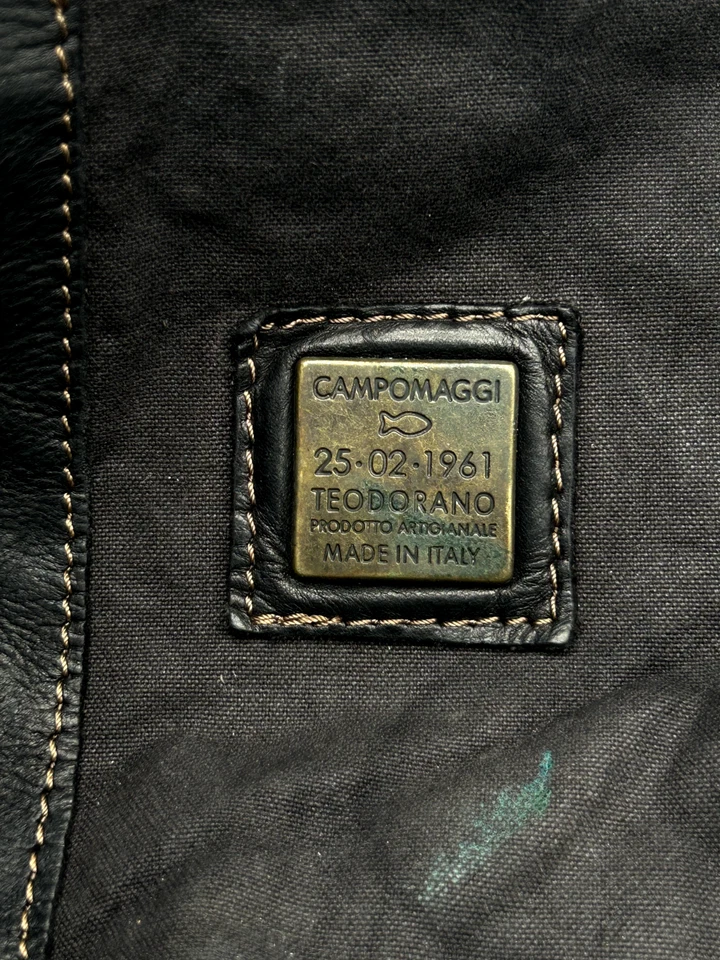 CAMPOMAGGI
25·02·1961
TEODORANO
PRODOTTO ARTIGIANALE
MADE IN ITALY